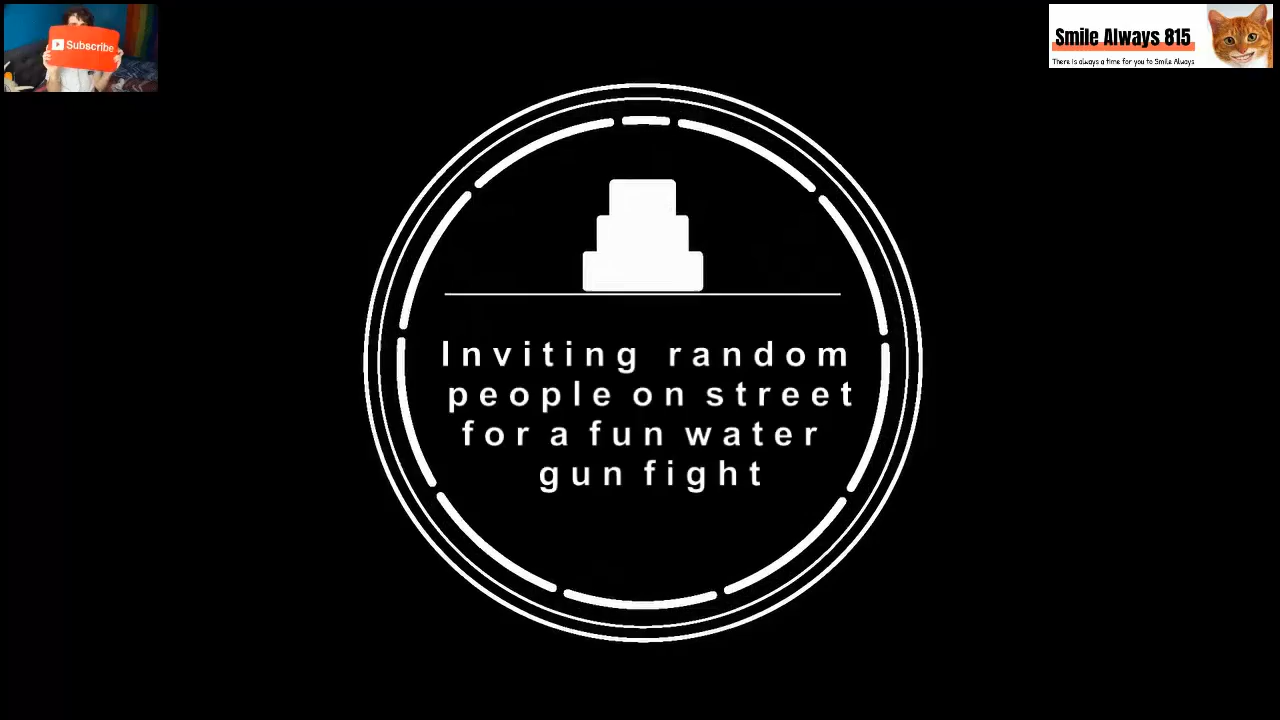 Subscribe
Smile Always 815
There is always a time for you to Smile Always
Inviting random
people on street
for a fun water
gun fight